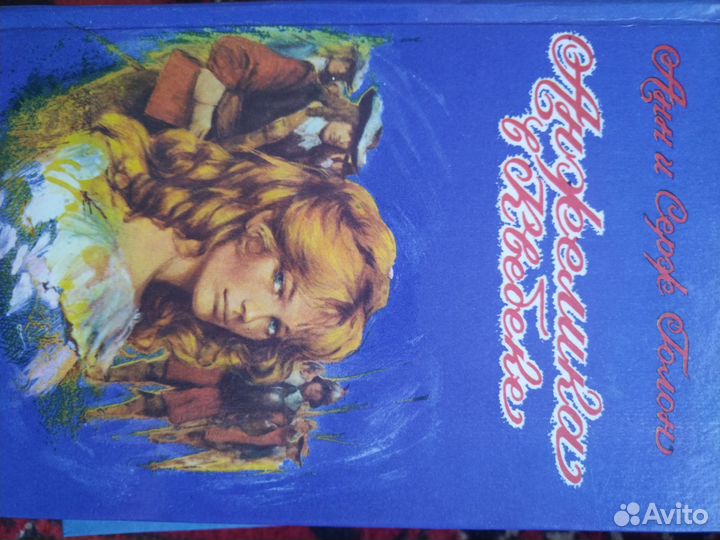 Анн и Серж Голон
Анжелика
в Квебеке
Avito